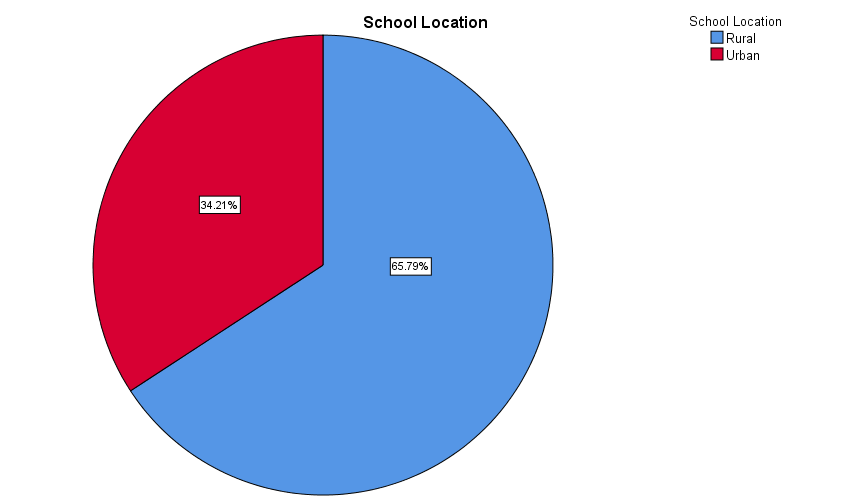 School Location
School Location
Rural
Urban
34.21%
65.79%